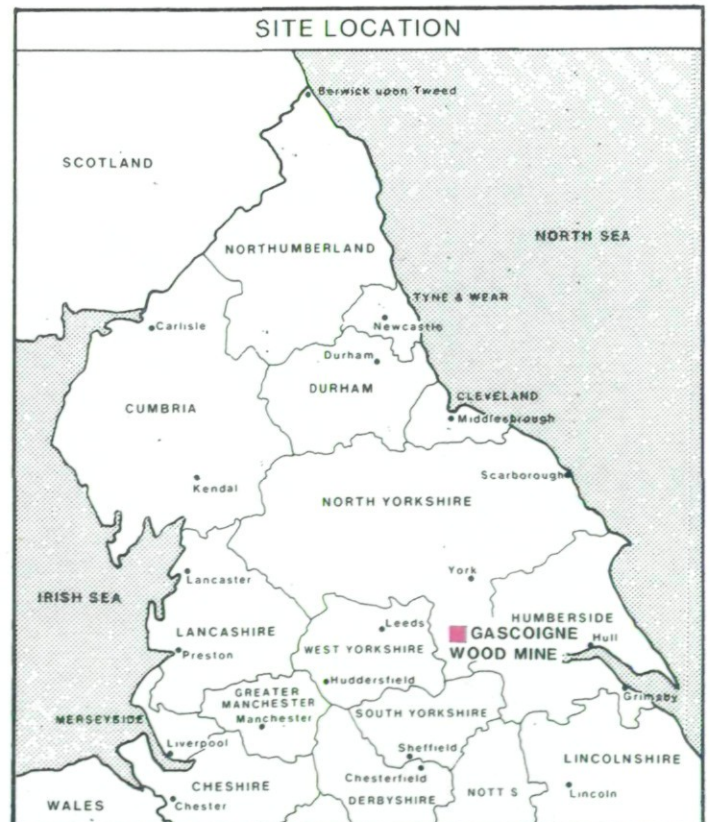 SITE LOCATION
Berwick upon Tweed
SCOTLAND
NORTH SEA
NORTHUMBERLAND
TYNE & WEAR
Carlisle
Newcastle
Durham
DURHAM
CLEVELAND
CUMBRIA
Middlesbrough
Scarborough
Kendal
NORTH YORKSHIRE
York
Lancaster
IRISH SEA
HUMBERSIDE
Leeds
LANCASHIRE
GASCOIGNE
Hull
WEST YORKSHIRE
WOOD MINE
Preston
Huddersfield
GREATER
MANCHESTER
Grimsby
SOUTH YORKSHIRE
MERSEYSIDE
Manchester
Liverpool
Sheffield
LINCOLNSHIRE
Chesterfield
CHESHIRE
NOTT S
Lincoln
DERBYSHIRE
WALES
Chester